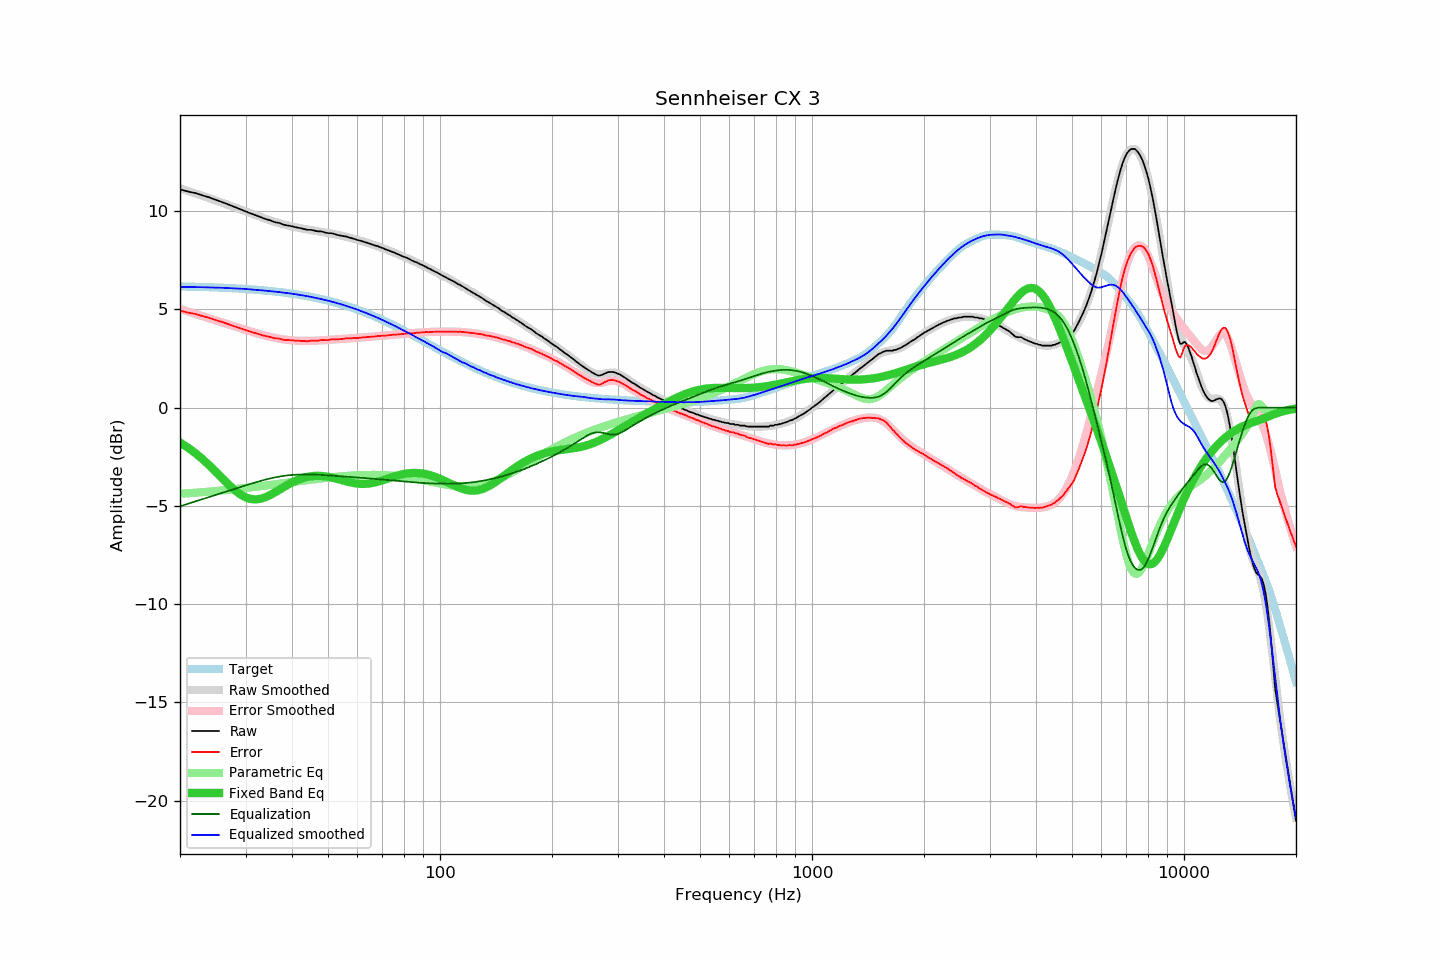 Sennheiser CX 3
Amplitude (dBr)
10
5
0
−5
−10
−15
−20
Target
Raw Smoothed
Error Smoothed
Raw
Error
Parametric Eq
Fixed Band Eq
Equalization
Equalized smoothed
100
1000
10000
Frequency (Hz)